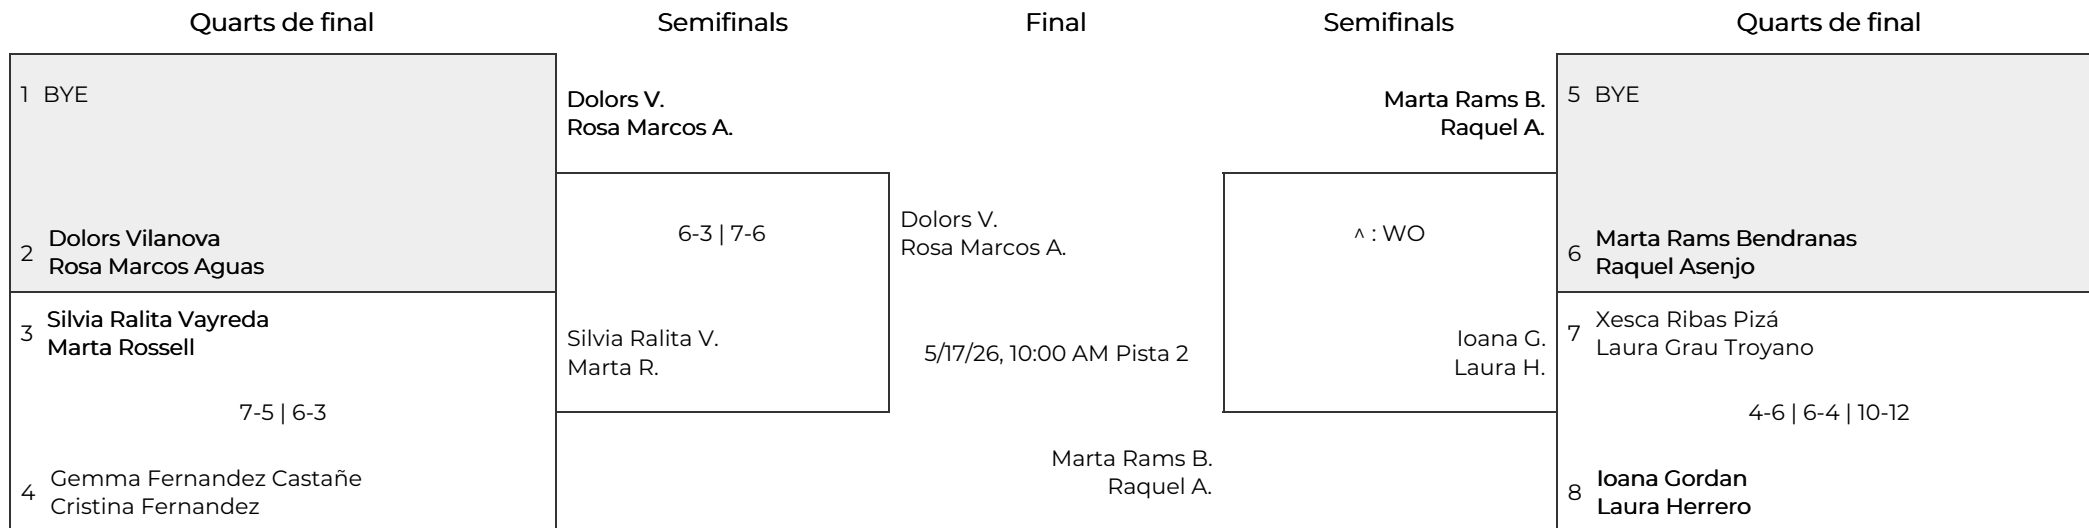 Quarts de final
Semifinals
Final
Semifinals
Quarts de final
1 BYE
2 Dolors Vilanova
Rosa Marcos Aguas
3 Silvia Ralita Vayreda
Marta Rossell
7-5 | 6-3
4 Gemma Fernandez Castañe
Cristina Fernandez
Dolors V.
Rosa Marcos A.
6-3 | 7-6
Silvia Ralita V.
Marta R.
Dolors V.
Rosa Marcos A.
5/17/26, 10:00 AM Pista 2
Marta Rams B.
Raquel A.
Marta Rams B.
Raquel A.
^ : WO
Ioana G.
Laura H.
5 BYE
6 Marta Rams Bendranas
Raquel Asenjo
7 Xesca Ribas Pizá
Laura Grau Troyano
4-6 | 6-4 | 10-12
8 Ioana Gordan
Laura Herrero